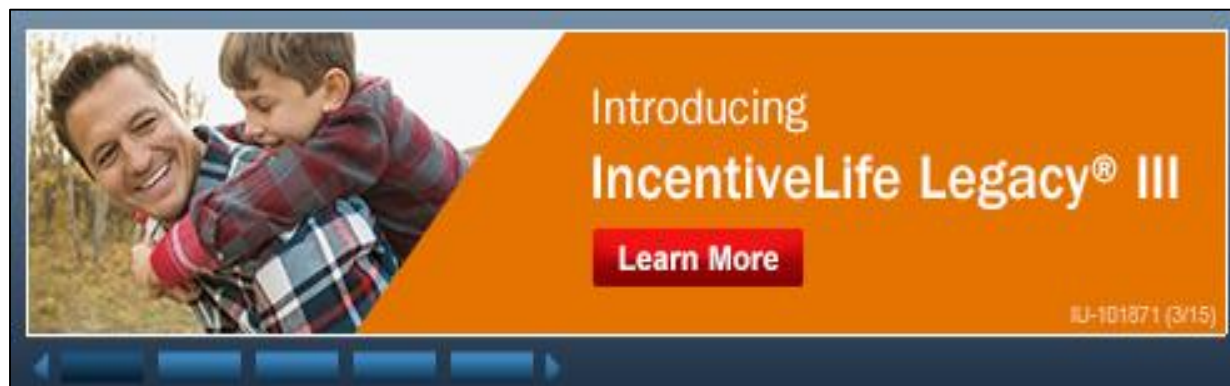 Introducing
IncentiveLife Legacy® III
Learn More
IU-101871 (3/15)